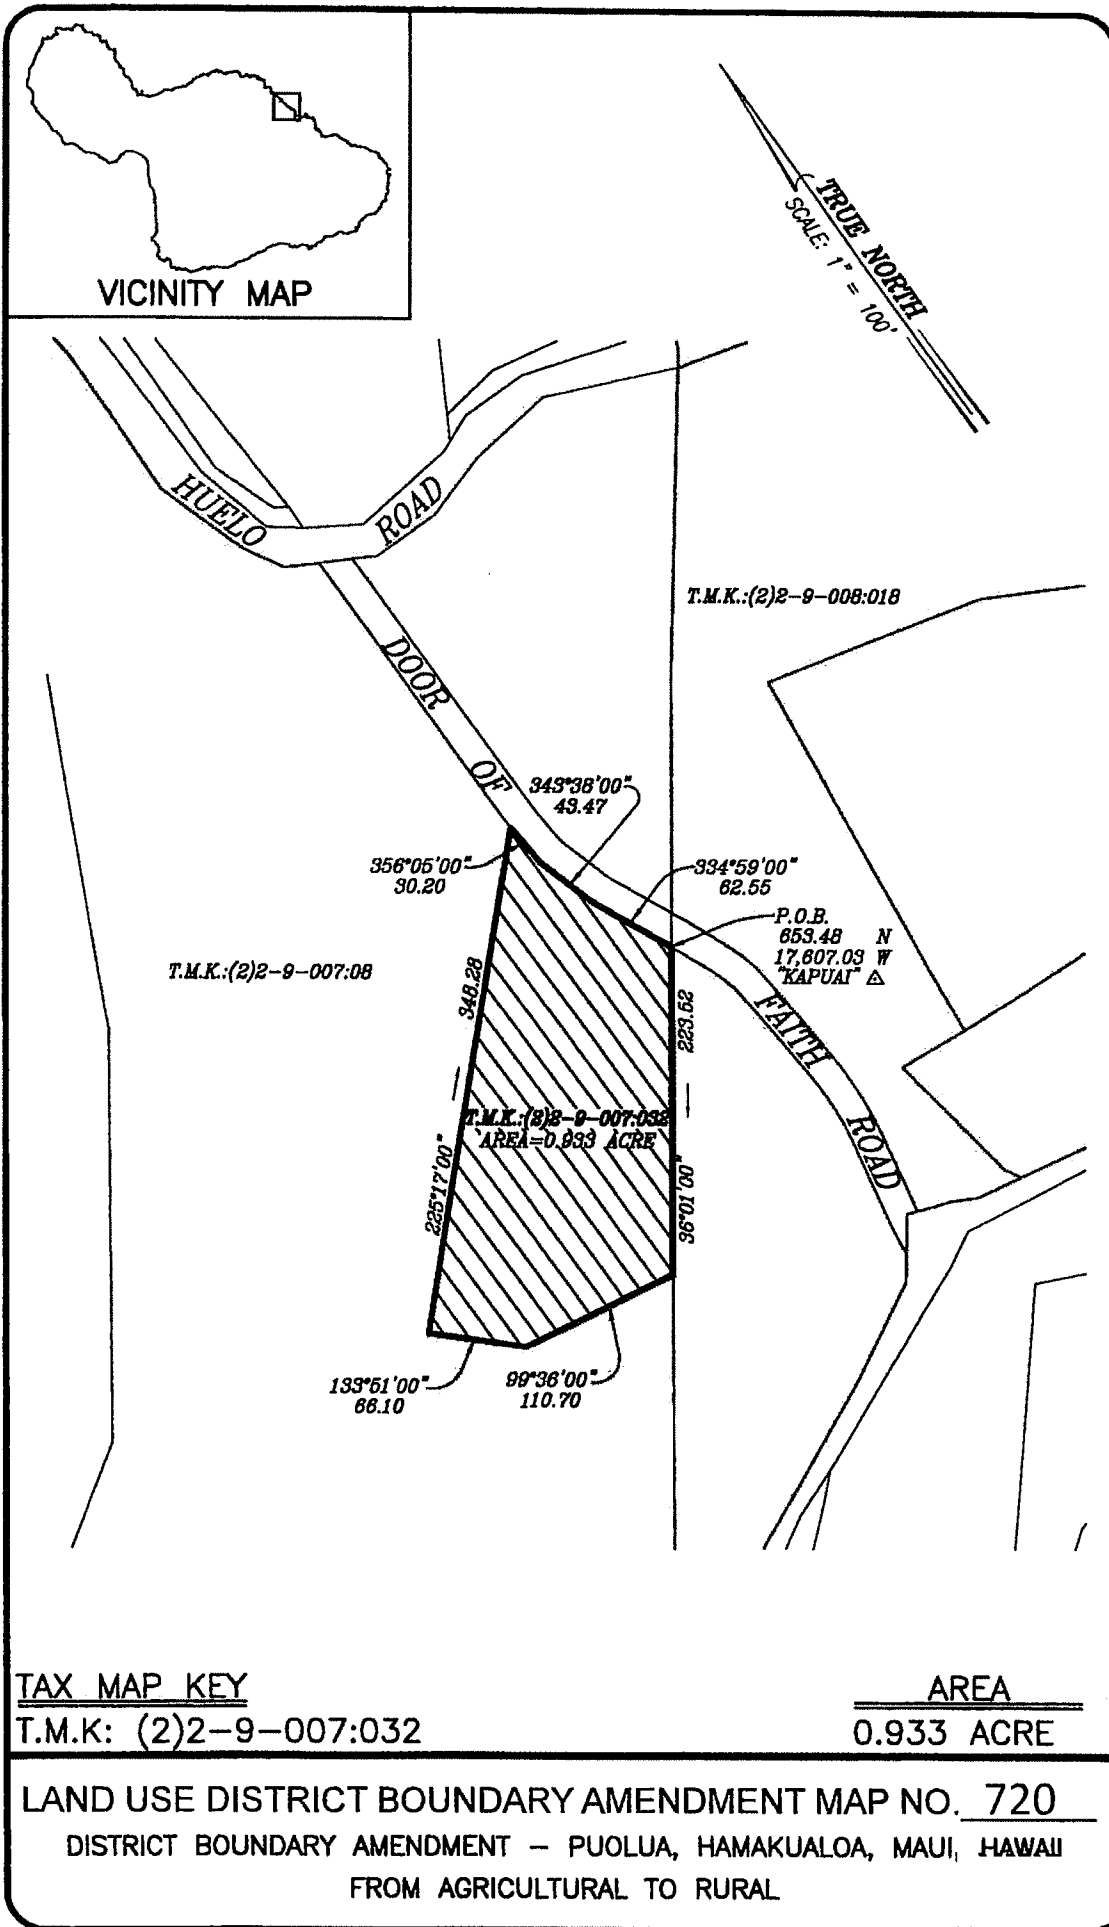 VICINITY MAP
TRUE NORTH
SCALE: 1" = 100'
HUELO ROAD
T.M.K.:(2)2-9-008:018
DOOR OF FAITH ROAD
343°38'00"
43.47
356°05'00"
30.20
334°59'00"
62.55
P.O.B.
653.48 N
17,607.03 W
"KAPUAI"
T.M.K.:(2)2-9-007:08
348.28
225°17'00"
223.52
36°01'00"
T.M.K.:(2)2-9-007:032
AREA=0.933 ACRE
133°51'00"
66.10
99°36'00"
110.70
TAX MAP KEY
T.M.K: (2)2-9-007:032
AREA
0.933 ACRE
LAND USE DISTRICT BOUNDARY AMENDMENT MAP NO. 720
DISTRICT BOUNDARY AMENDMENT - PUOLUA, HAMAKUALOA, MAUI, HAWAII
FROM AGRICULTURAL TO RURAL